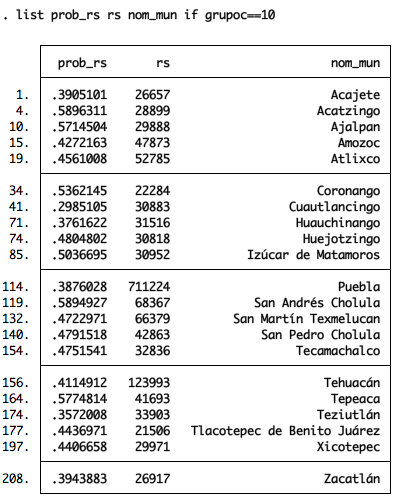 . list prob_rs rs nom_mun if grupoc==10
prob_rs rs nom_mun
1. .3905101 26657 Acajete
4. .5896311 28899 Acatzingo
10. .5714504 29888 Ajalpan
15. .4272163 47873 Amozoc
19. .4561008 52785 Atlixco
34. .5362145 22284 Coronango
41. .2985105 30883 Cuautlancingo
71. .3761622 31516 Huauchinango
74. .4804802 30818 Huejotzingo
85. .5036695 30952 Izúcar de Matamoros
114. .3876028 711224 Puebla
119. .5894927 68367 San Andrés Cholula
132. .4722971 66379 San Martín Texmelucan
140. .4791518 42863 San Pedro Cholula
154. .4751541 32836 Tecamachalco
156. .4114912 123993 Tehuacán
164. .5774814 41693 Tepeaca
174. .3572008 33903 Teziutlán
177. .4436971 21506 Tlacotepec de Benito Juárez
197. .4406658 29971 Xicotepec
208. .3943883 26917 Zacatlán